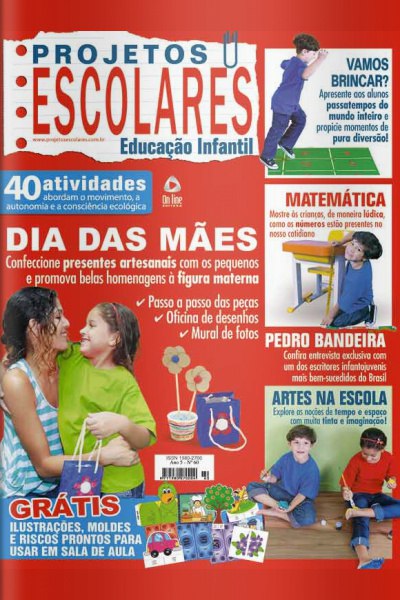 PROJETOS
ESCOLARES
www.projetosescolares.com.br
Educação Infantil
VAMOS
BRINCAR?
Apresente aos alunos
passatempos do
mundo inteiro e
propicie momentos de
pura diversão!
40 atividades
abordam o movimento, a
autonomia e a consciência ecológica
On line
EDITORA
DIA DAS MÃES
Confeccione presentes artesanais com os pequenos
e promova belas homenagens à figura materna
✓ Passo a passo das peças
✓ Oficina de desenhos
✓ Mural de fotos
MATEMÁTICA
Mostre às crianças, de maneira lúdica,
como os números estão presentes no
nosso cotidiano
PEDRO BANDEIRA
Confira entrevista exclusiva com
um dos escritores infantojuvenis
mais bem-sucedidos do Brasil
ARTES NA ESCOLA
Explore as noções de tempo e espaço
com muita tinta e imaginação!
Ano 5 - Nº 60
GRÁTIS
ILUSTRAÇÕES, MOLDES
E RISCOS PRONTOS PARA
USAR EM SALA DE AULA